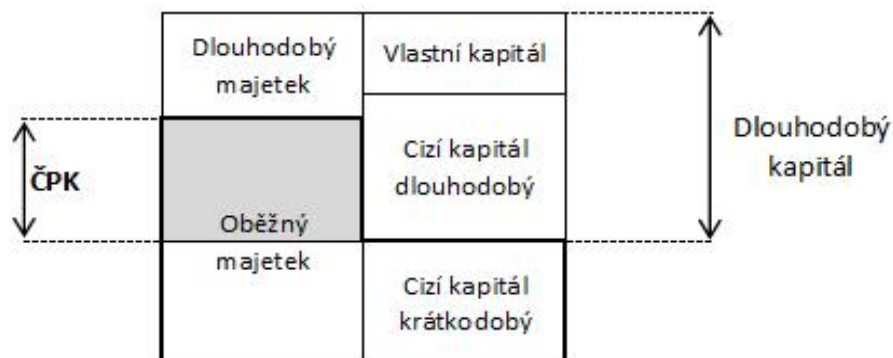 Dlouhodobý
majetek
Vlastní kapitál
ČPK
Cizí kapitál
dlouhodobý
Dlouhodobý
kapitál
Oběžný
majetek
Cizí kapitál
krátkodobý